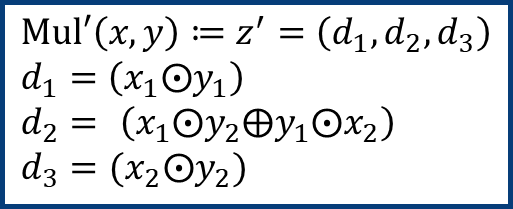 Mul′(x, y) ≔ z′ = (d₁, d₂, d₃)
d₁ = (x₁⊙y₁)
d₂ = (x₁⊙y₂⊕y₁⊙x₂)
d₃ = (x₂⊙y₂)